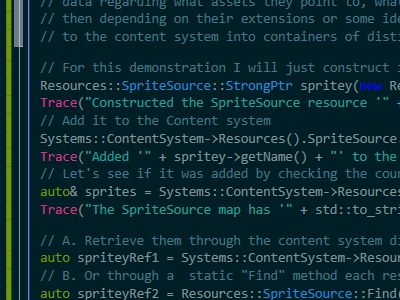 // data regarding what assets they point to, what
// then depending on their extensions or some ide
// to the content system into containers of disti
// For this demonstration I will just construct i
Resources::SpriteSource::StrongPtr spritey(new Re
Trace("Constructed the SpriteSource resource '" +
// Add it to the Content system
Systems::ContentSystem->Resources().SpriteSource
Trace("Added '" + spritey->getName() + "' to the
// Let's see if it was added by checking the coun
auto& sprites = Systems::ContentSystem->Resources
Trace("The SpriteSource map has '" + std::to_stri
// A. Retrieve them through the content system di
auto spriteyRef1 = Systems::ContentSystem->Resour
// B. Or through a  static "Find" method each res
auto spriteyRef2 = Resources::SpriteSource::Find(